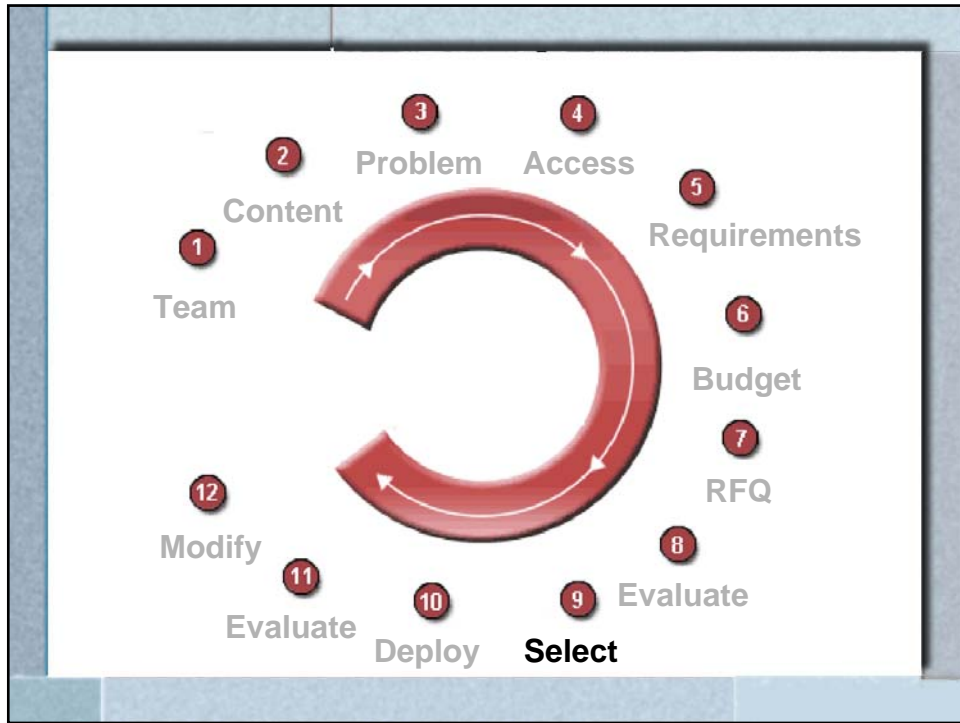 1
Team
2
Content
3
Problem
4
Access
5
Requirements
6
Budget
7
RFQ
8
Evaluate
9
Select
10
Deploy
11
Evaluate
12
Modify